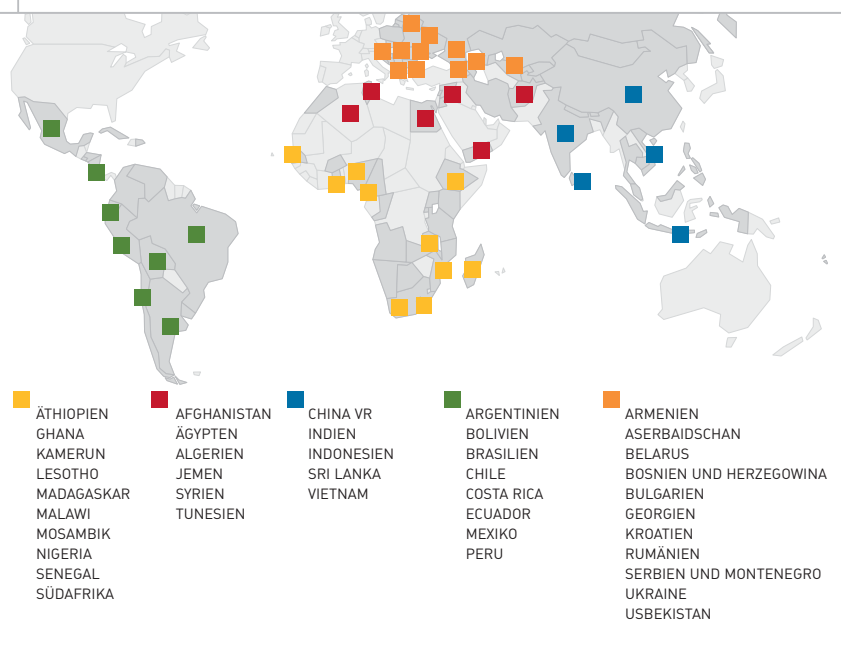 ÄTHIOPIEN
GHANA
KAMERUN
LESOTHO
MADAGASKAR
MALAWI
MOSAMBIK
NIGERIA
SENEGAL
SÜDAFRIKA
AFGHANISTAN
ÄGYPTEN
ALGERIEN
JEMEN
SYRIEN
TUNESIEN
CHINA VR
INDIEN
INDONESIEN
SRI LANKA
VIETNAM
ARGENTINIEN
BOLIVIEN
BRASILIEN
CHILE
COSTA RICA
ECUADOR
MEXIKO
PERU
ARMENIEN
ASERBAIDSCHAN
BELARUS
BOSNIEN UND HERZEGOWINA
BULGARIEN
GEORGIEN
KROATIEN
RUMÄNIEN
SERBIEN UND MONTENEGRO
UKRAINE
USBEKISTAN